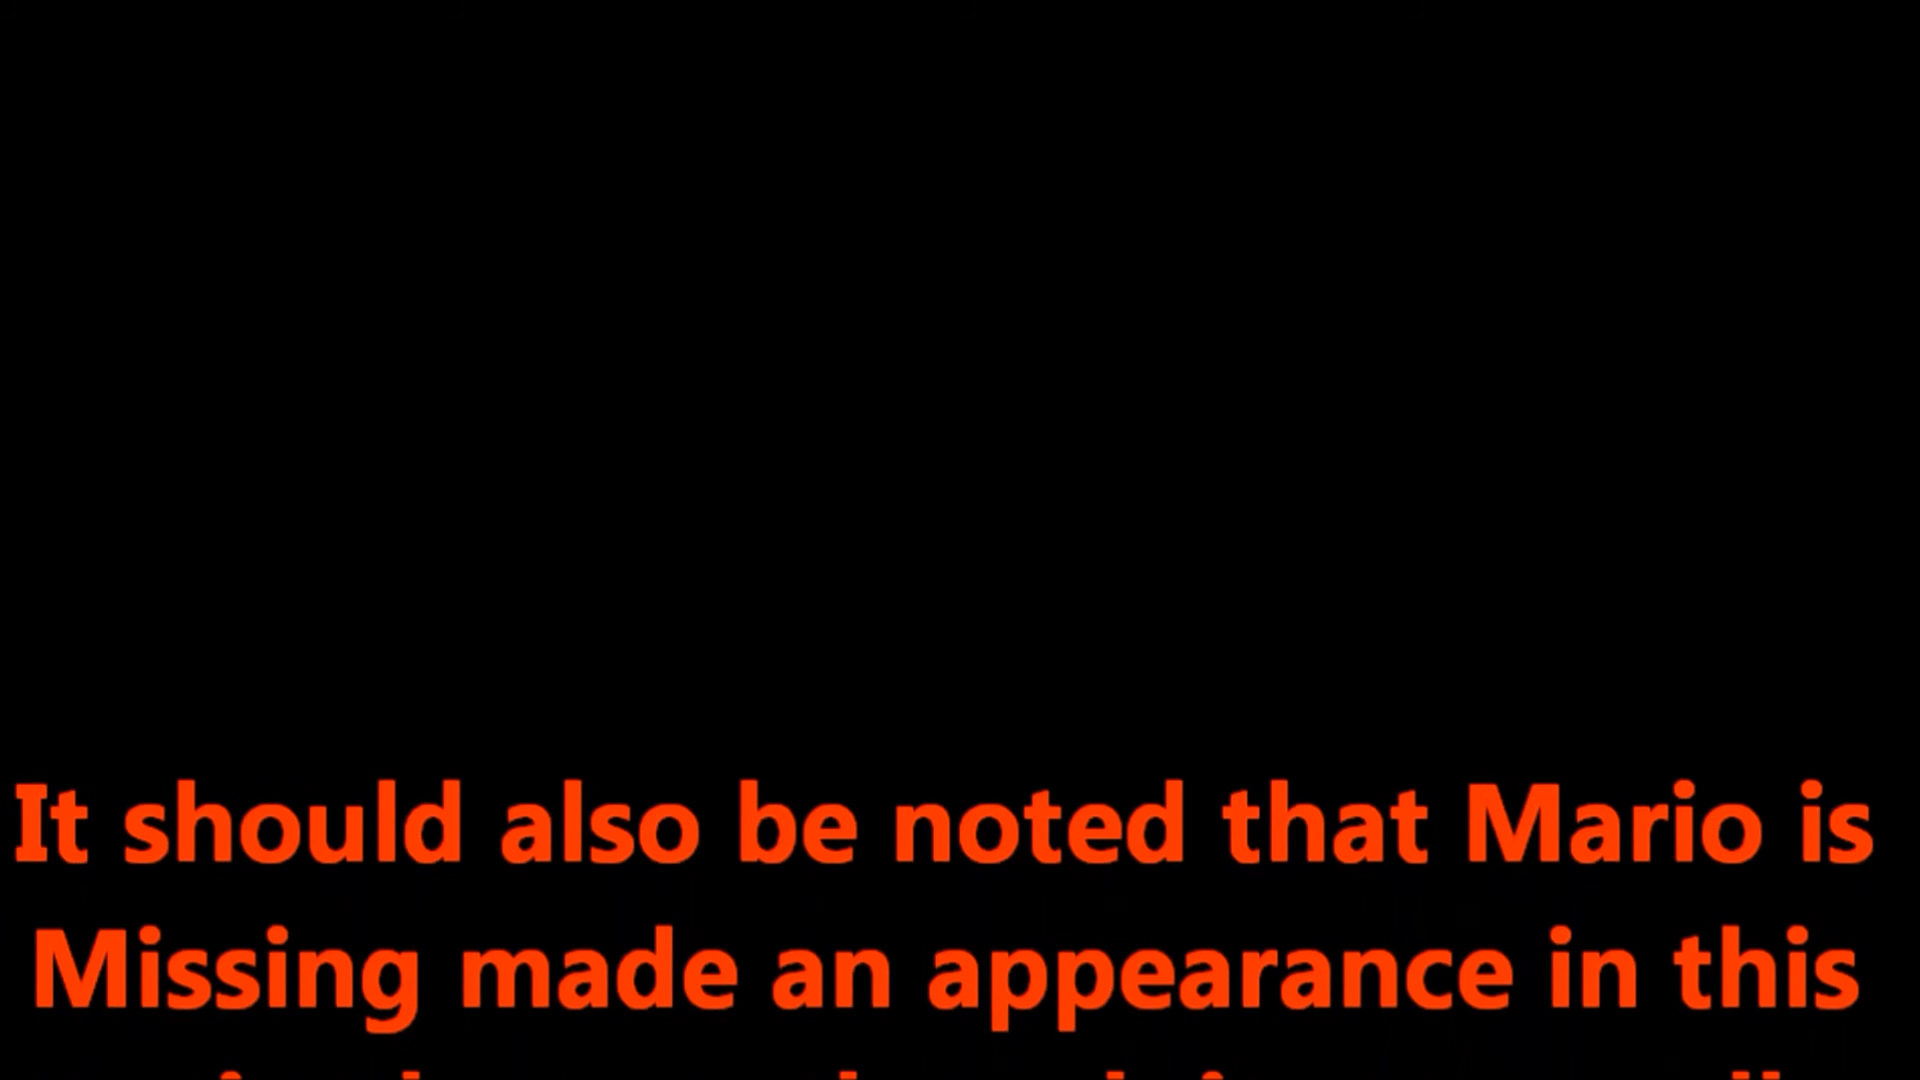 It should also be noted that Mario is
Missing made an appearance in this